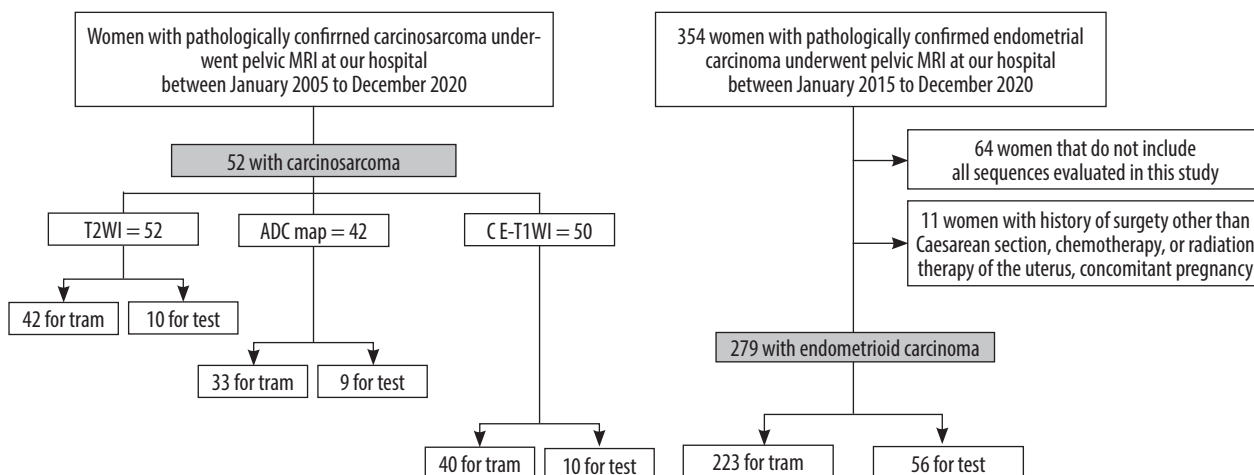 Women with pathologically confirrned carcinosarcoma under-
went pelvic MRI at our hospital
between January 2005 to December 2020
52 with carcinosarcoma
T2WI = 52
ADC map = 42
C E-T1WI = 50
42 for tram
10 for test
33 for tram
9 for test
40 for tram
10 for test
354 women with pathologically confirmed endometrial
carcinoma underwent pelvic MRI at our hospital
between January 2015 to December 2020
64 women that do not include
all sequences evaluated in this study
11 women with history of surgety other than
Caesarean section, chemotherapy, or radiation
therapy of the uterus, concomitant pregnancy
279 with endometrioid carcinoma
223 for tram
56 for test